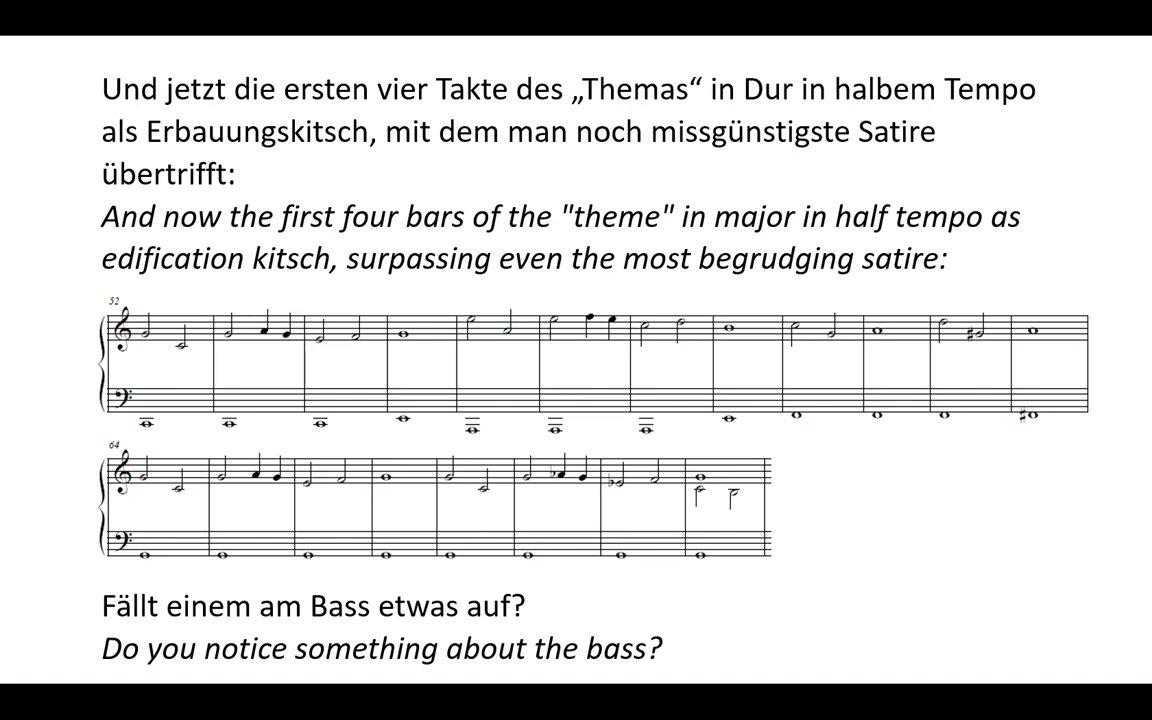 Und jetzt die ersten vier Takte des „Themas“ in Dur in halbem Tempo
als Erbauungskitsch, mit dem man noch missgünstigste Satire
übertrifft:
And now the first four bars of the "theme" in major in half tempo as
edification kitsch, surpassing even the most begrudging satire:
52
64
Fällt einem am Bass etwas auf?
Do you notice something about the bass?